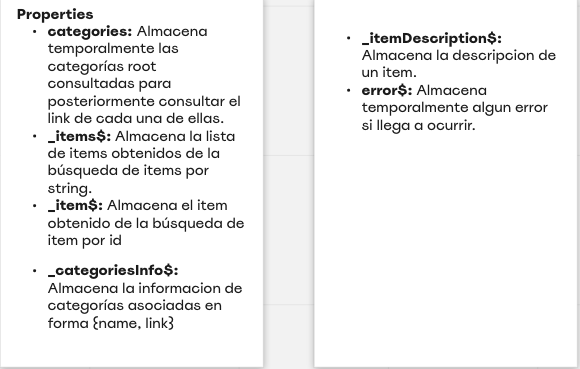 Properties
• categories: Almacena
temporalmente las
categorías root
consultadas para
posteriormente consultar el
link de cada una de ellas.
• _items$: Almacena la lista
de items obtenidos de la
búsqueda de items por
string.
• _item$: Almacena el item
obtenido de la búsqueda de
item por id
• _categoriesInfo$:
Almacena la informacion de
categorías asociadas en
forma {name, link}
• _itemDescription$:
Almacena la descripcion de
un item.
• error$: Almacena
temporalmente algun error
si llega a ocurrir.